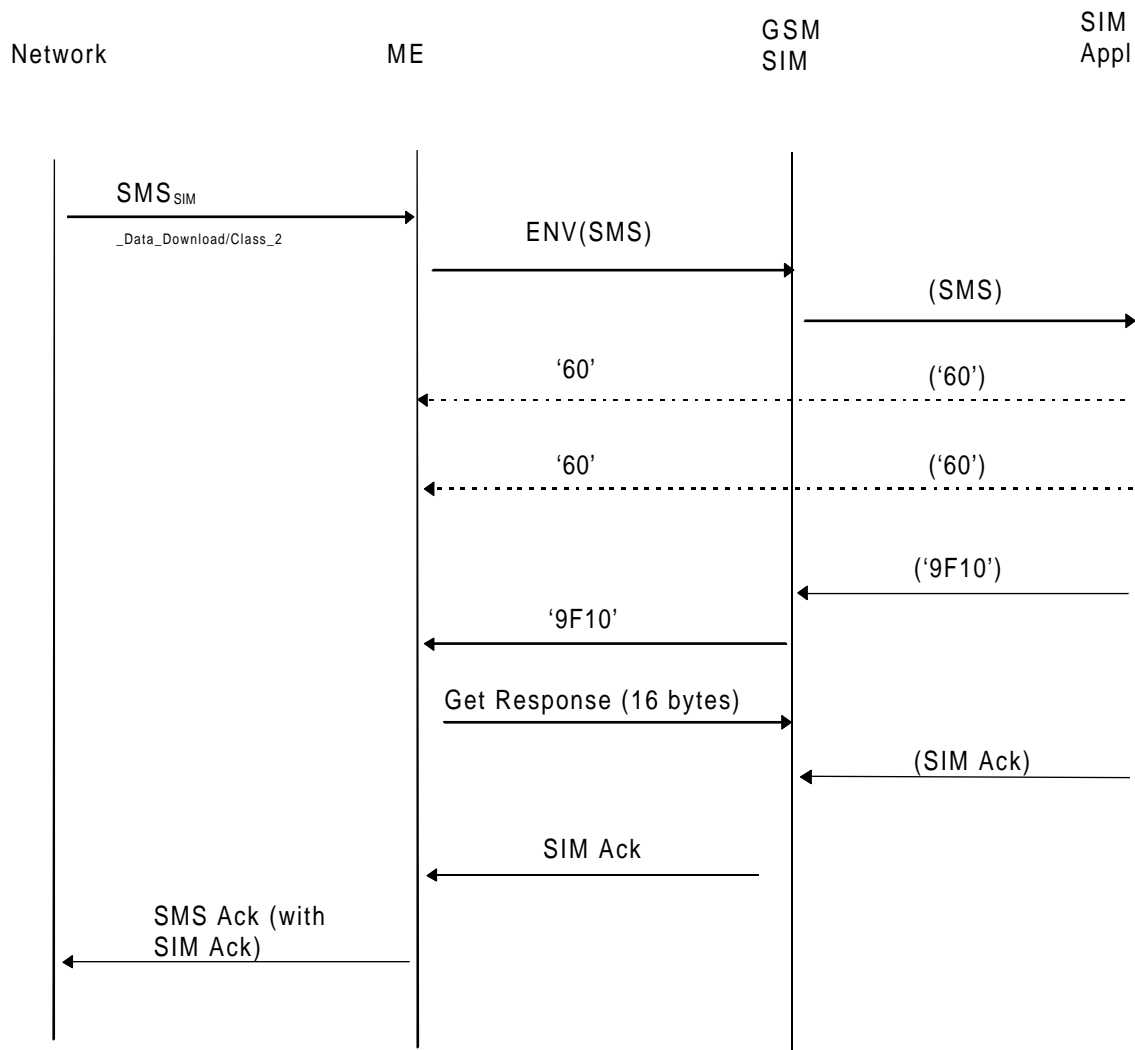 Network
ME
GSM
SIM
SIM
Appl
SMSSIM
_Data_Download/Class_2
ENV(SMS)
(SMS)
‘60’
(‘60’)
‘60’
(‘60’)
(‘9F10’)
‘9F10’
Get Response (16 bytes)
(SIM Ack)
SIM Ack
SMS Ack (with
SIM Ack)